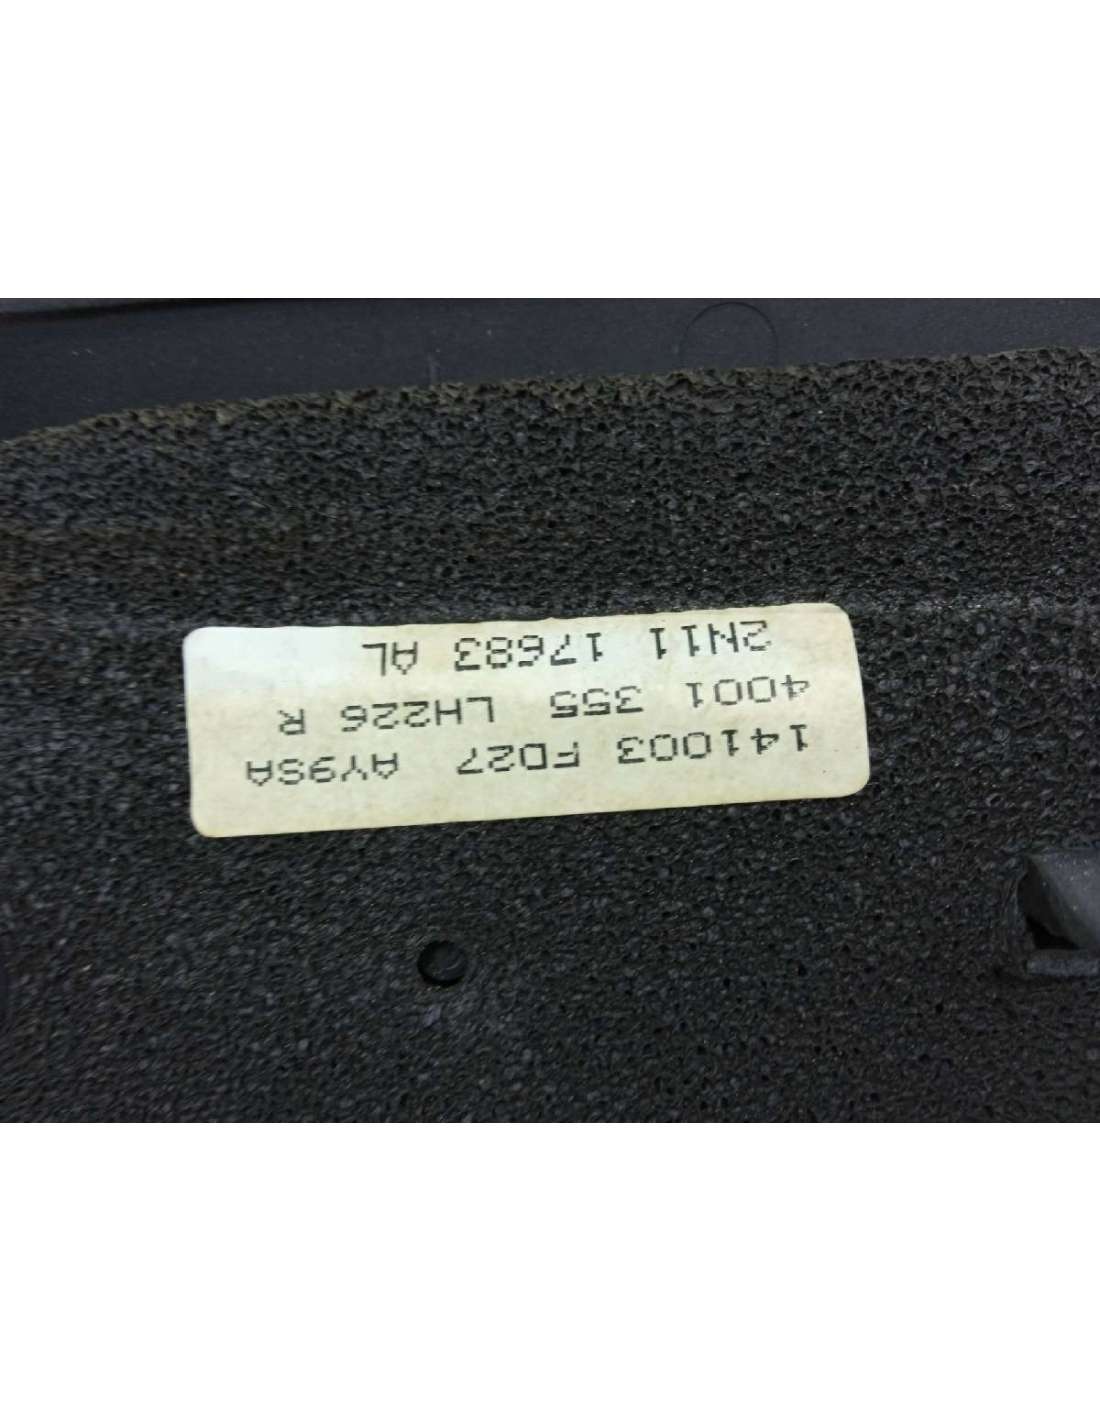 141003 FD27 AY9SA
4001 355 LH226 R
2N11 17683 AL